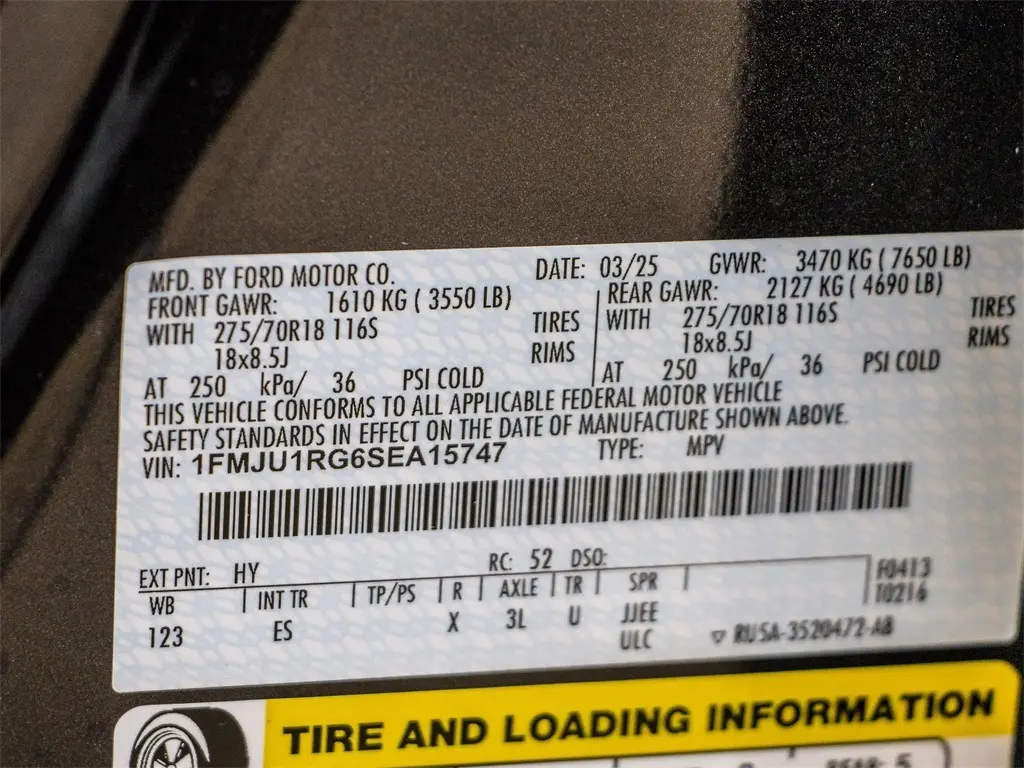 MFD. BY FORD MOTOR CO. DATE: 03/25 GVWR: 3470 KG ( 7650 LB)
FRONT GAWR: 1610 KG ( 3550 LB) REAR GAWR: 2127 KG ( 4690 LB)
WITH 275/70R18 116S TIRES WITH 275/70R18 116S TIRES
18x8.5J RIMS 18x8.5J RIMS
AT 250 kPa/ 36 PSI COLD AT 250 kPa/ 36 PSI COLD
THIS VEHICLE CONFORMS TO ALL APPLICABLE FEDERAL MOTOR VEHICLE
SAFETY STANDARDS IN EFFECT ON THE DATE OF MANUFACTURE SHOWN ABOVE.
VIN: 1FMJU1RG6SEA15747 TYPE: MPV
EXT PNT: HY RC: 52 DSO: F0413
WB INT TR TP/PS R AXLE TR SPR T0216
123 ES X 3L U JJEE
ULC RUSA-3520472-AB
TIRE AND LOADING INFORMATION